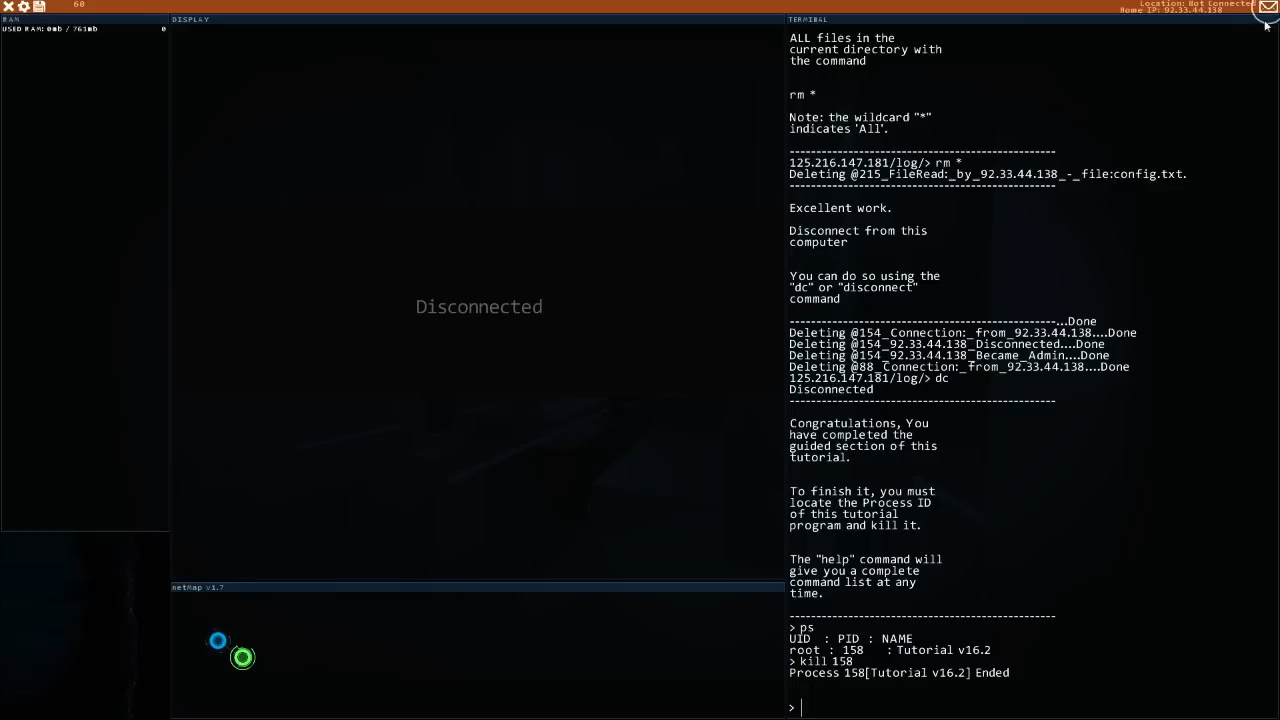 60
Location: Not Connected
Home IP: 92.33.44.138
RAM
USED RAM: 0mb / 761mb
0
DISPLAY
Disconnected
netMap v1.7
TERMINAL
ALL files in the
current directory with
the command
rm *
Note: the wildcard "*"
indicates 'All'.
--------------------------------------------------
125.216.147.181/log/> rm *
Deleting @215_FileRead:_by_92.33.44.138_-_file:config.txt.
--------------------------------------------------
Excellent work.
Disconnect from this
computer
You can do so using the
"dc" or "disconnect"
command
--------------------------------------------------...Done
Deleting @154_Connection:_from_92.33.44.138....Done
Deleting @154_92.33.44.138_Disconnected....Done
Deleting @154_92.33.44.138_Became_Admin....Done
Deleting @88_Connection:_from_92.33.44.138....Done
125.216.147.181/log/> dc
Disconnected
--------------------------------------------------
Congratulations, You
have completed the
guided section of this
tutorial.
To finish it, you must
locate the Process ID
of this tutorial
program and kill it.
The "help" command will
give you a complete
command list at any
time.
--------------------------------------------------
> ps
UID  : PID : NAME
root : 158   : Tutorial v16.2
> kill 158
Process 158[Tutorial v16.2] Ended
>